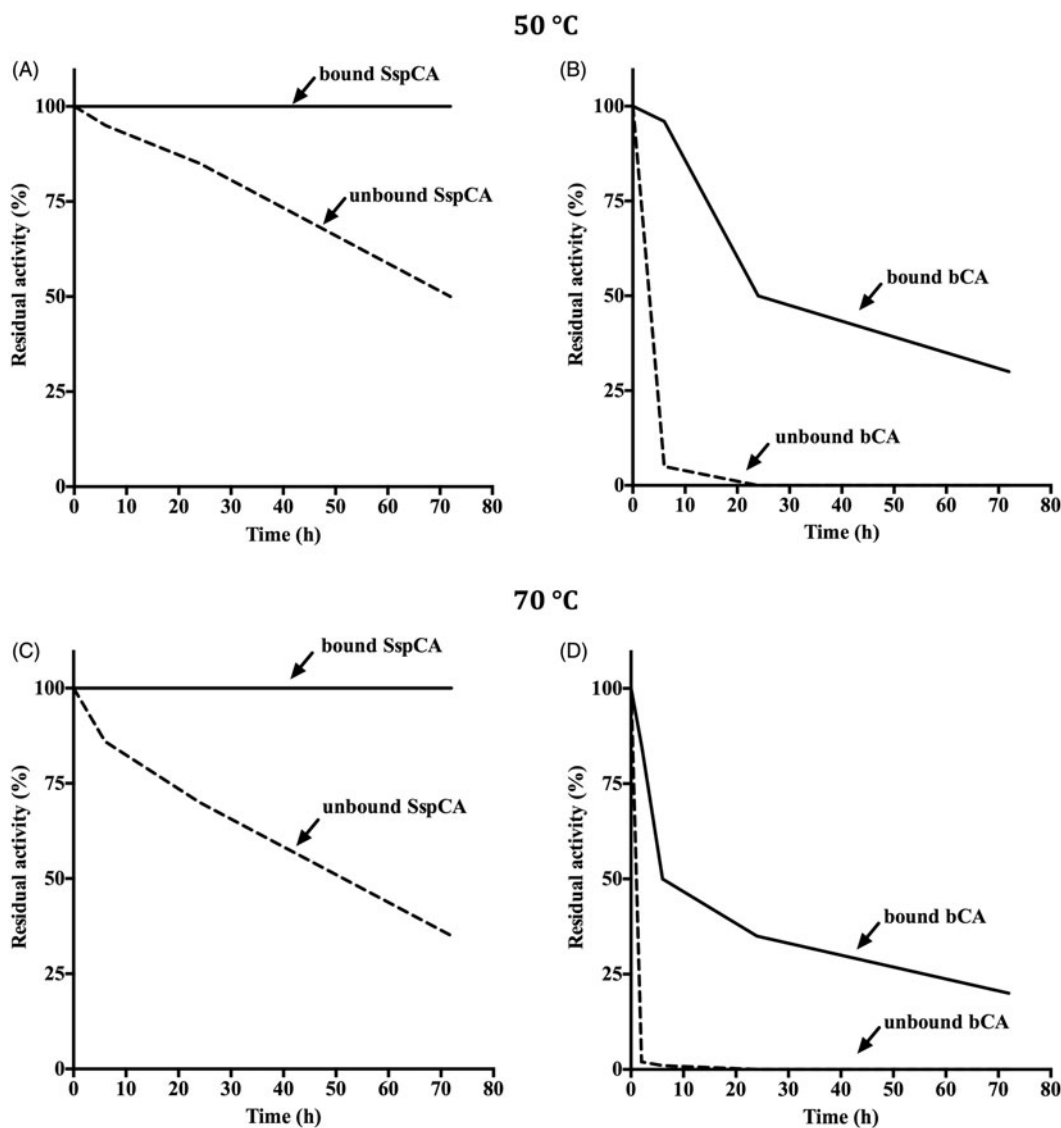 50 °C
(A)
bound SspCA
unbound SspCA
Residual activity (%)
100
75
50
25
0
0 10 20 30 40 50 60 70 80
Time (h)
(B)
bound bCA
unbound bCA
Residual activity (%)
100
75
50
25
0
0 10 20 30 40 50 60 70 80
Time (h)
70 °C
(C)
bound SspCA
unbound SspCA
Residual activity (%)
100
75
50
25
0
0 10 20 30 40 50 60 70 80
Time (h)
(D)
bound bCA
unbound bCA
Residual activity (%)
100
75
50
25
0
0 10 20 30 40 50 60 70 80
Time (h)